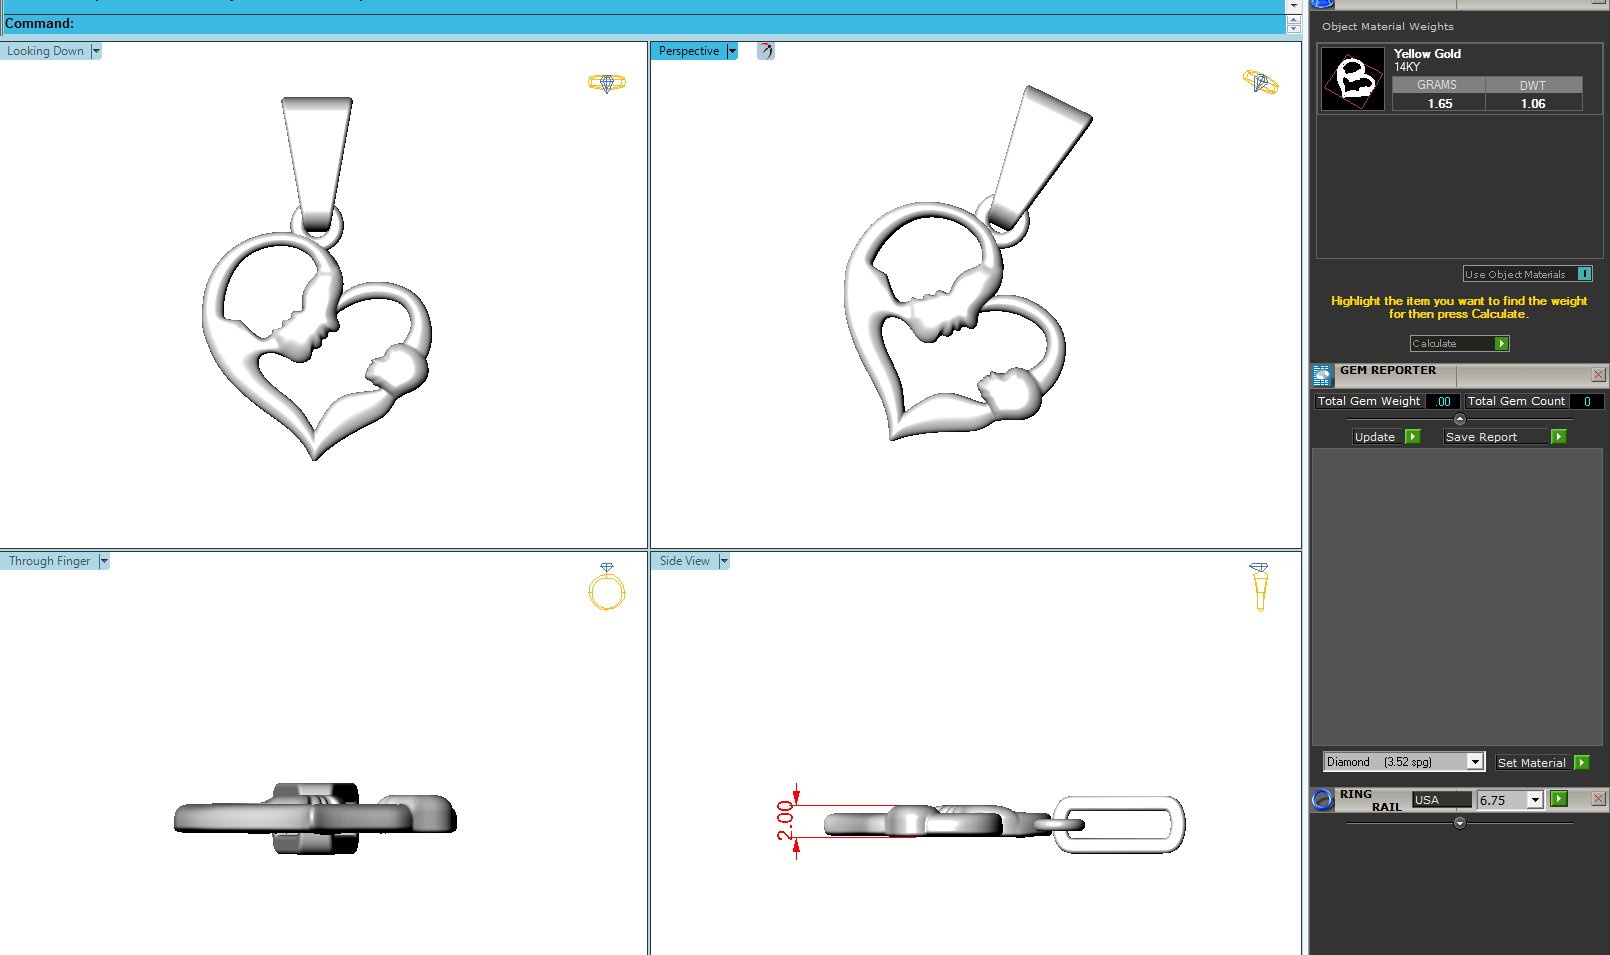 Command:
Looking Down
Perspective
Through Finger
Side View
2.00
Object Material Weights
Yellow Gold
14KY
GRAMS DWT
1.65 1.06
Use Object Materials
Highlight the item you want to find the weight
for then press Calculate.
Calculate
GEM REPORTER
Total Gem Weight .00 Total Gem Count 0
Update Save Report
Diamond (3.52 spg) Set Material
RING
RAIL USA 6.75